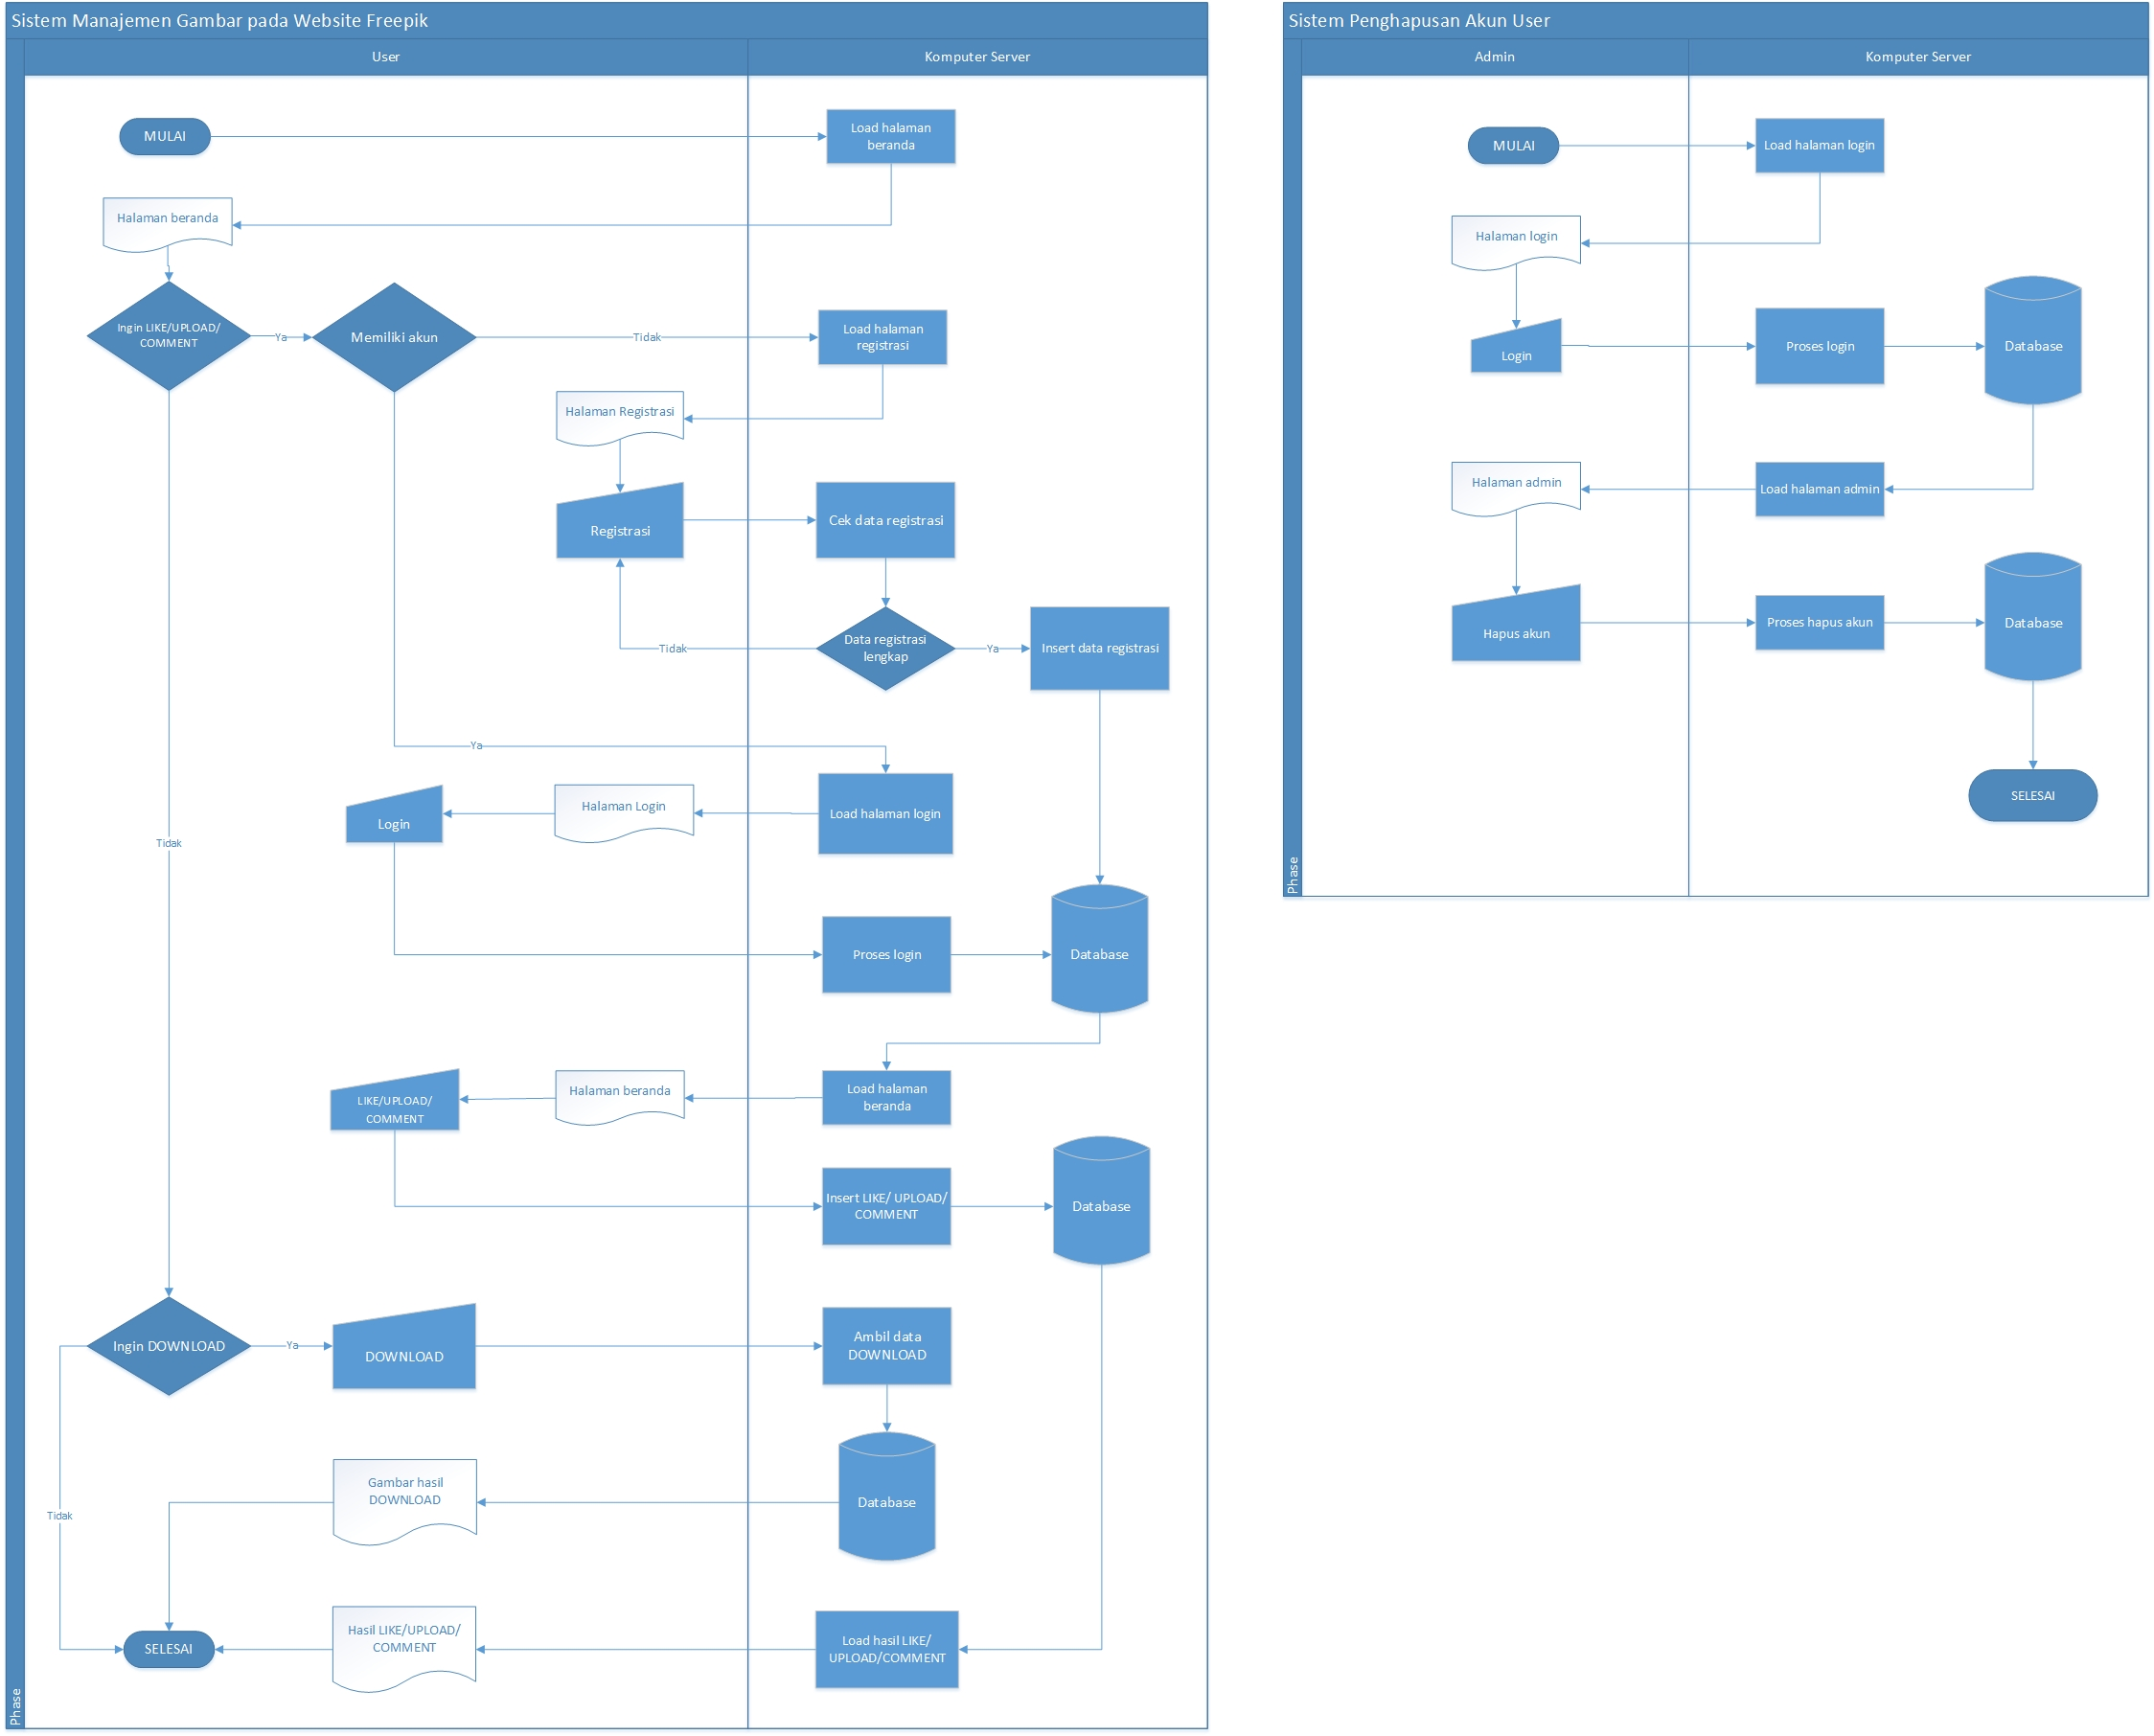 Sistem Manajemen Gambar pada Website Freepik
User
Komputer Server
MULAI
Load halaman
beranda
Halaman beranda
Ingin LIKE/UPLOAD/
COMMENT
Ya
Memiliki akun
Tidak
Load halaman
registrasi
Halaman Registrasi
Registrasi
Cek data registrasi
Data registrasi
lengkap
Tidak
Ya
Insert data registrasi
Ya
Load halaman login
Halaman Login
Login
Tidak
Proses login
Database
Load halaman
beranda
Halaman beranda
LIKE/UPLOAD/
COMMENT
Insert LIKE/ UPLOAD/
COMMENT
Database
Ingin DOWNLOAD
Ya
DOWNLOAD
Ambil data
DOWNLOAD
Database
Gambar hasil
DOWNLOAD
Tidak
Load hasil LIKE/
UPLOAD/COMMENT
Hasil LIKE/UPLOAD/
COMMENT
SELESAI
Phase
Sistem Penghapusan Akun User
Admin
Komputer Server
MULAI
Load halaman login
Halaman login
Login
Proses login
Database
Load halaman admin
Halaman admin
Hapus akun
Proses hapus akun
Database
SELESAI
Phase